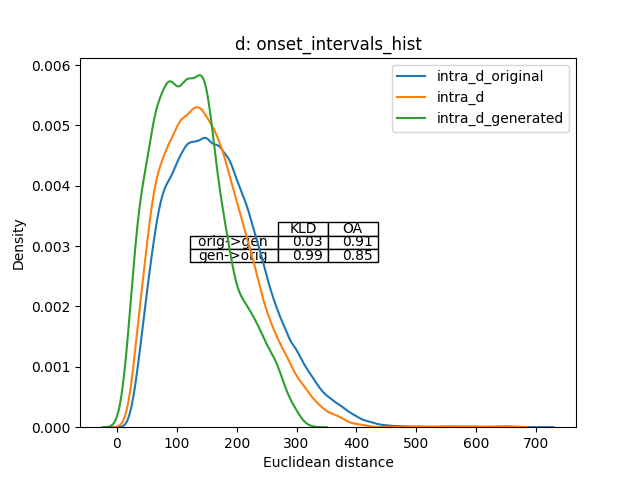 d: onset_intervals_hist
0.006
0.005
0.004
0.003
0.002
0.001
0.000
Density
intra_d_original
intra_d
intra_d_generated
KLD OA
orig->gen 0.03 0.91
gen->orig 0.99 0.85
0 100 200 300 400 500 600 700
Euclidean distance